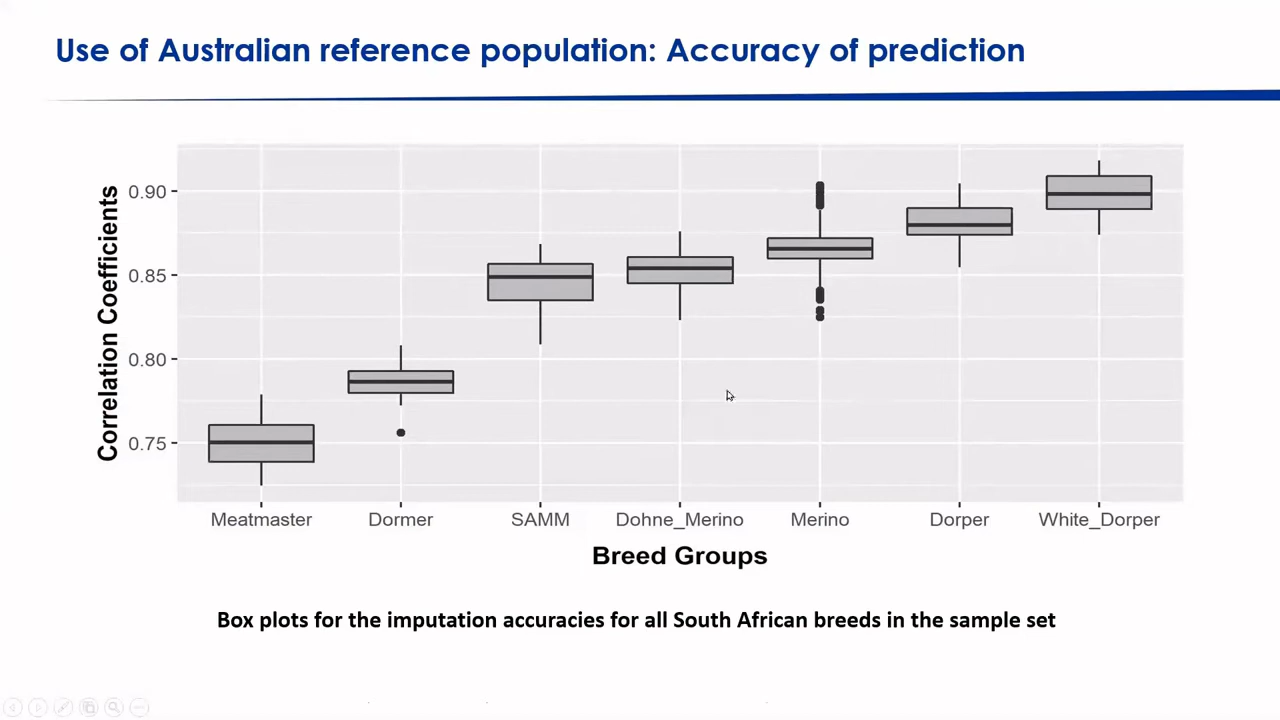 Use of Australian reference population: Accuracy of prediction
Correlation Coefficients
0.90
0.85
0.80
0.75
Meatmaster Dormer SAMM Dohne_Merino Merino Dorper White_Dorper
Breed Groups
Box plots for the imputation accuracies for all South African breeds in the sample set